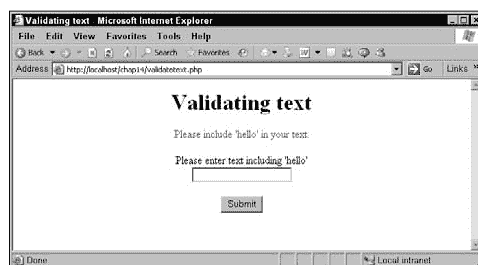 Validating text - Microsoft Internet Explorer
File Edit View Favorites Tools Help
Back Search Favorites
Address http://localhost/chap14/validatetext.php Go Links »
Validating text
Please include 'hello' in your text.
Please enter text including 'hello'
Submit
Done Local intranet